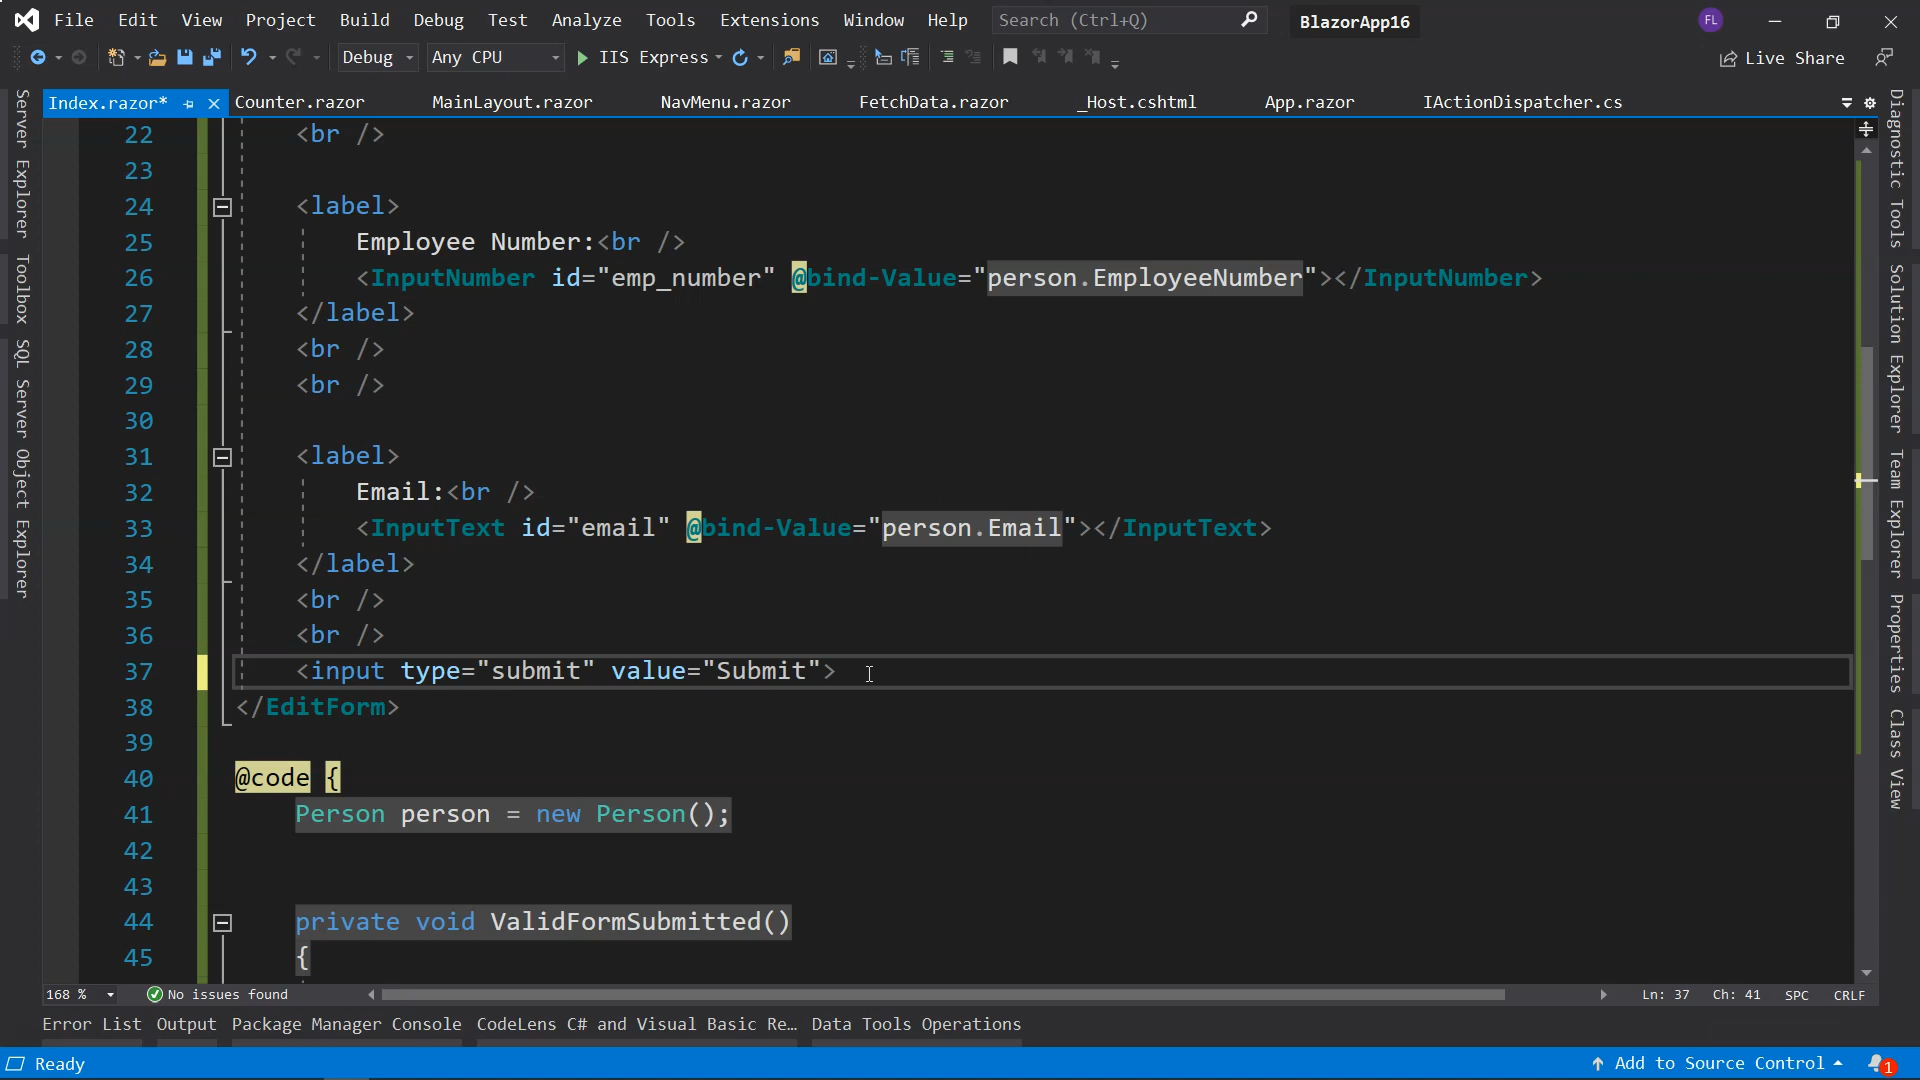 File Edit View Project Build Debug Test Analyze Tools Extensions Window Help Search (Ctrl+Q) BlazorApp16 FL
Debug Any CPU IIS Express Live Share
Index.razor* Counter.razor MainLayout.razor NavMenu.razor FetchData.razor _Host.cshtml App.razor IActionDispatcher.cs
Server Explorer
Toolbox
SQL Server Object Explorer
22 <br />
23
24 <label>
25 Employee Number:<br />
26 <InputNumber id="emp_number" @bind-Value="person.EmployeeNumber"></InputNumber>
27 </label>
28 <br />
29 <br />
30
31 <label>
32 Email:<br />
33 <InputText id="email" @bind-Value="person.Email"></InputText>
34 </label>
35 <br />
36 <br />
37 <input type="submit" value="Submit">
38 </EditForm>
39
40 @code {
41 Person person = new Person();
42
43
44 private void ValidFormSubmitted()
45 {
Diagnostic Tools
Solution Explorer
Team Explorer
Properties
Class View
168 % No issues found Ln: 37 Ch: 41 SPC CRLF
Error List Output Package Manager Console CodeLens C# and Visual Basic Re... Data Tools Operations
Ready Add to Source Control 1